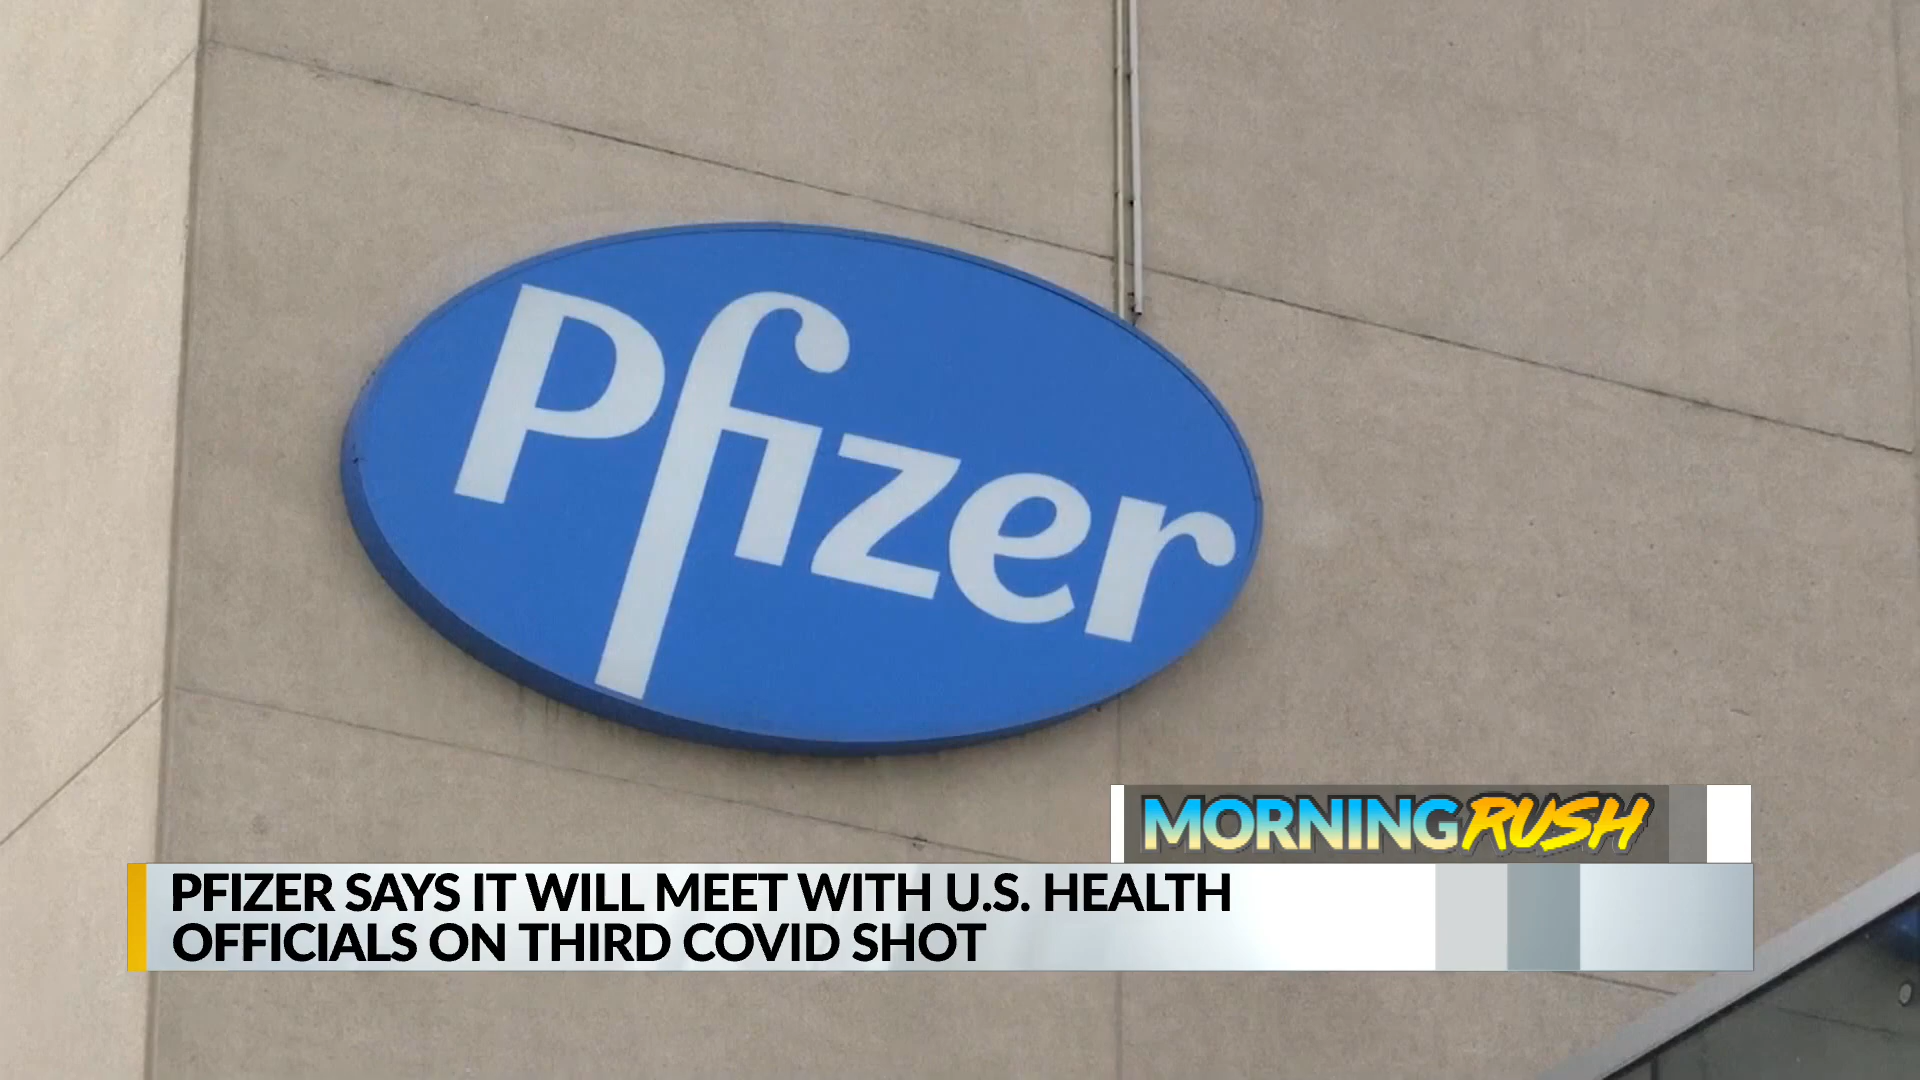 Pfizer
MORNING RUSH
PFIZER SAYS IT WILL MEET WITH U.S. HEALTH
OFFICIALS ON THIRD COVID SHOT